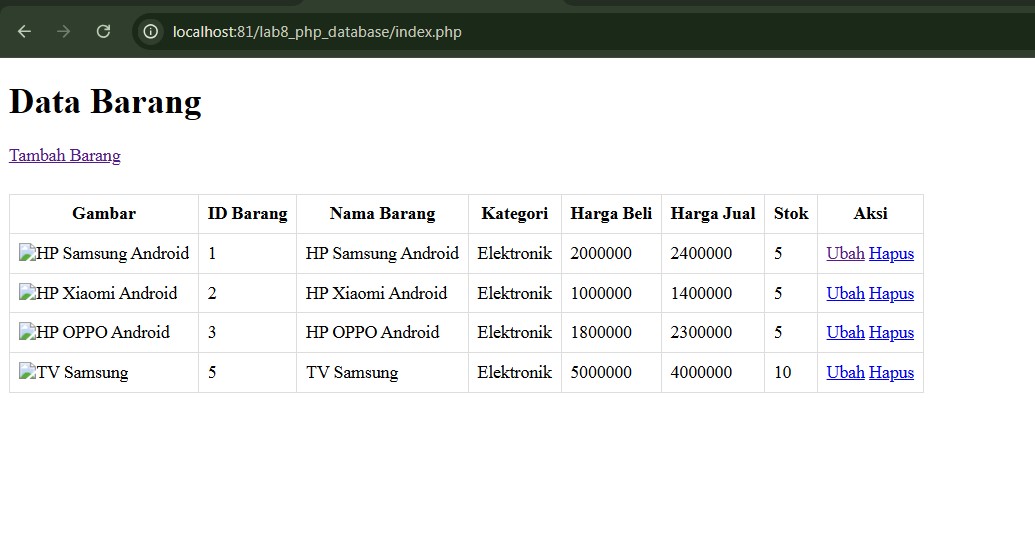 localhost:81/lab8_php_database/index.php
Data Barang
Tambah Barang
Gambar ID Barang Nama Barang Kategori Harga Beli Harga Jual Stok Aksi
HP Samsung Android 1 HP Samsung Android Elektronik 2000000 2400000 5 Ubah Hapus
HP Xiaomi Android 2 HP Xiaomi Android Elektronik 1000000 1400000 5 Ubah Hapus
HP OPPO Android 3 HP OPPO Android Elektronik 1800000 2300000 5 Ubah Hapus
TV Samsung 5 TV Samsung Elektronik 5000000 4000000 10 Ubah Hapus